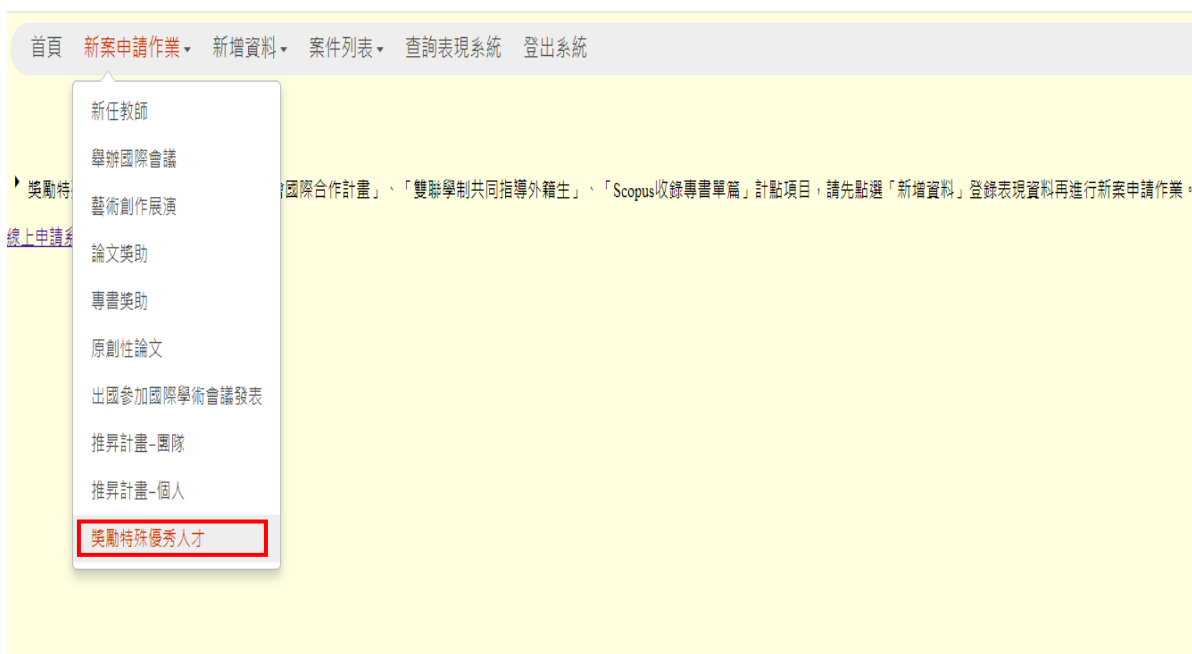 首頁 新案申請作業 新增資料 案件列表 查詢表現系統 登出系統
新任教師
舉辦國際會議
獎勵特 國際合作計畫」、「雙聯學制共同指導外籍生」、「Scopus收錄專書單篇」計點項目，請先點選「新增資料」登錄表現資料再進行新案申請作業。
藝術創作展演
線上申請系
論文獎助
專書獎助
原創性論文
出國參加國際學術會議發表
推昇計畫-團隊
推昇計畫-個人
獎勵特殊優秀人才